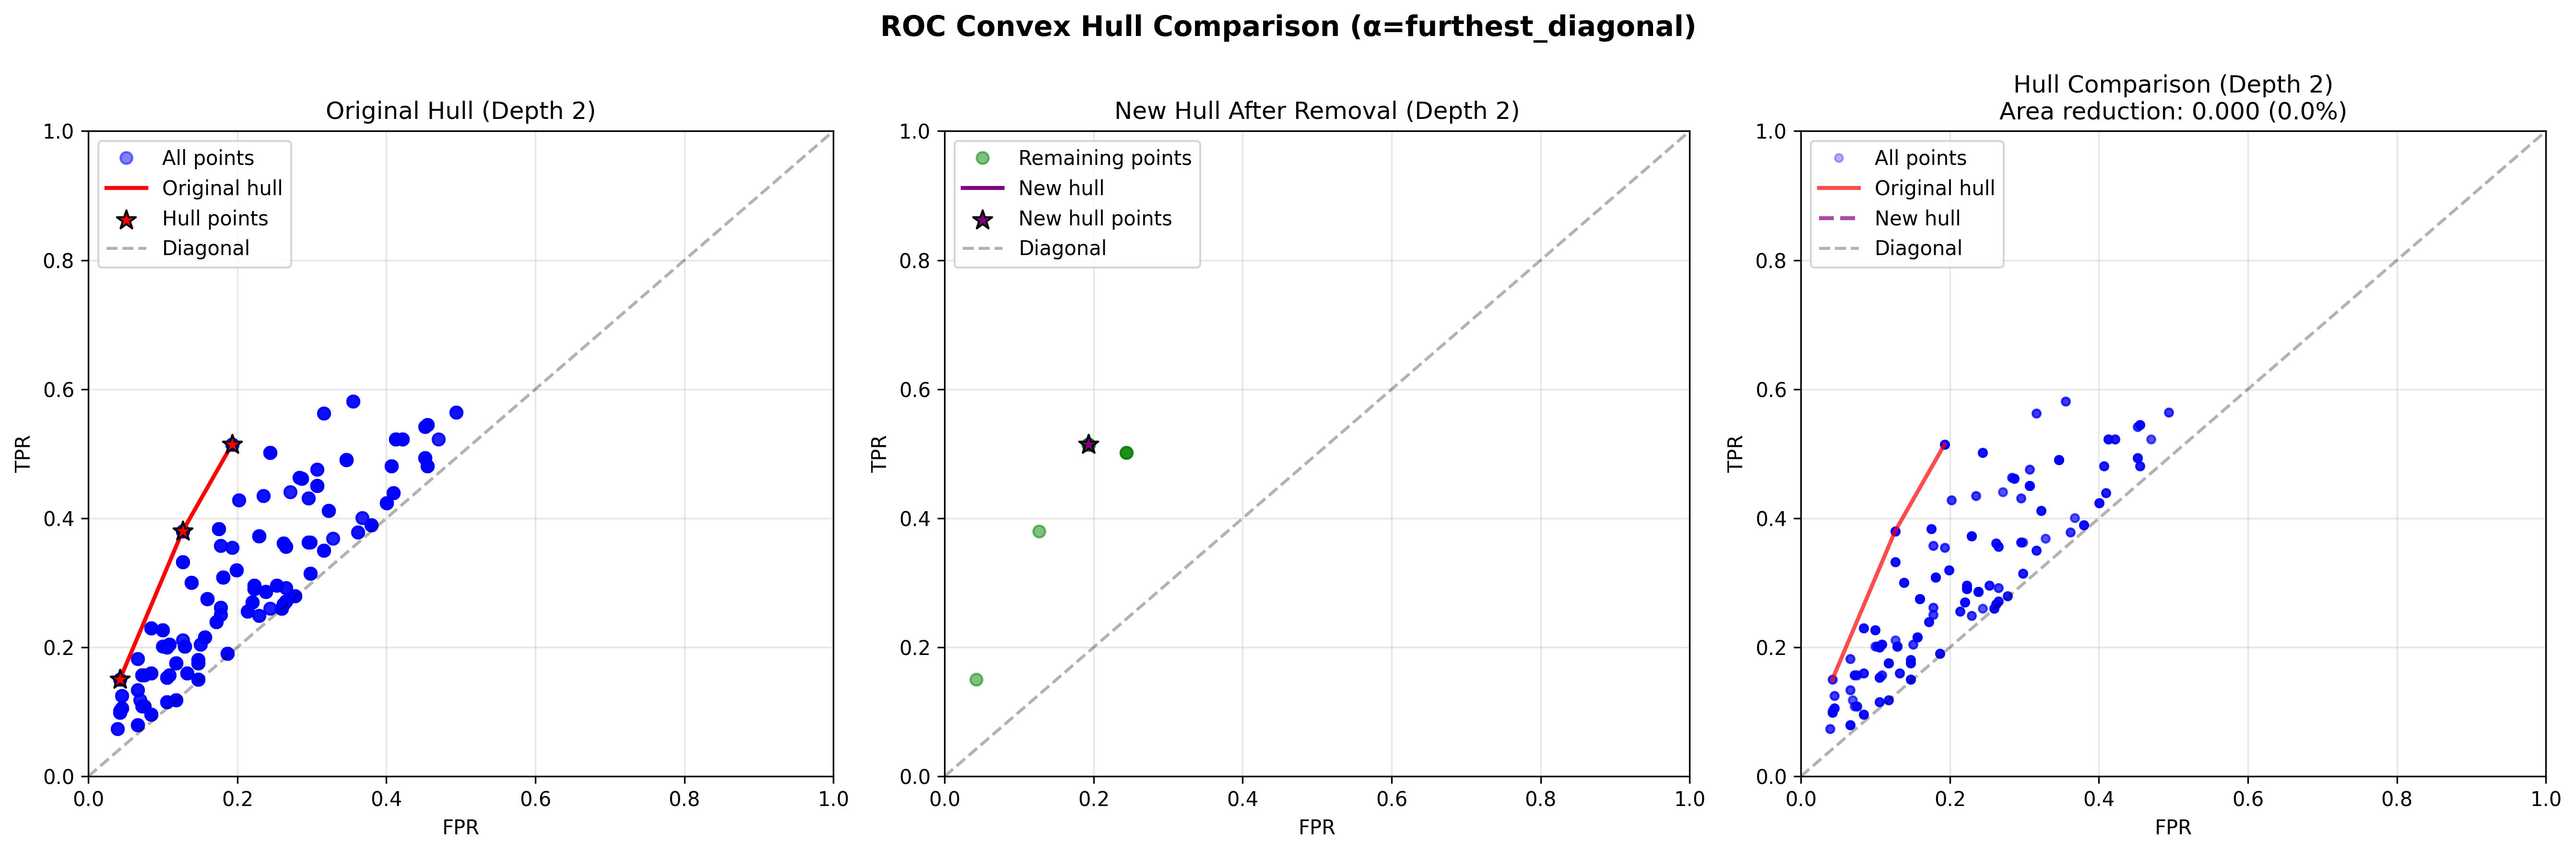 ROC Convex Hull Comparison (α=furthest_diagonal)
Original Hull (Depth 2)
1.0
0.8
0.6
0.4
0.2
0.0
TPR
All points
Original hull
Hull points
Diagonal
0.0 0.2 0.4 0.6 0.8 1.0
FPR
New Hull After Removal (Depth 2)
1.0
0.8
0.6
0.4
0.2
0.0
TPR
Remaining points
New hull
New hull points
Diagonal
0.0 0.2 0.4 0.6 0.8 1.0
FPR
Hull Comparison (Depth 2)
Area reduction: 0.000 (0.0%)
1.0
0.8
0.6
0.4
0.2
0.0
TPR
All points
Original hull
New hull
Diagonal
0.0 0.2 0.4 0.6 0.8 1.0
FPR